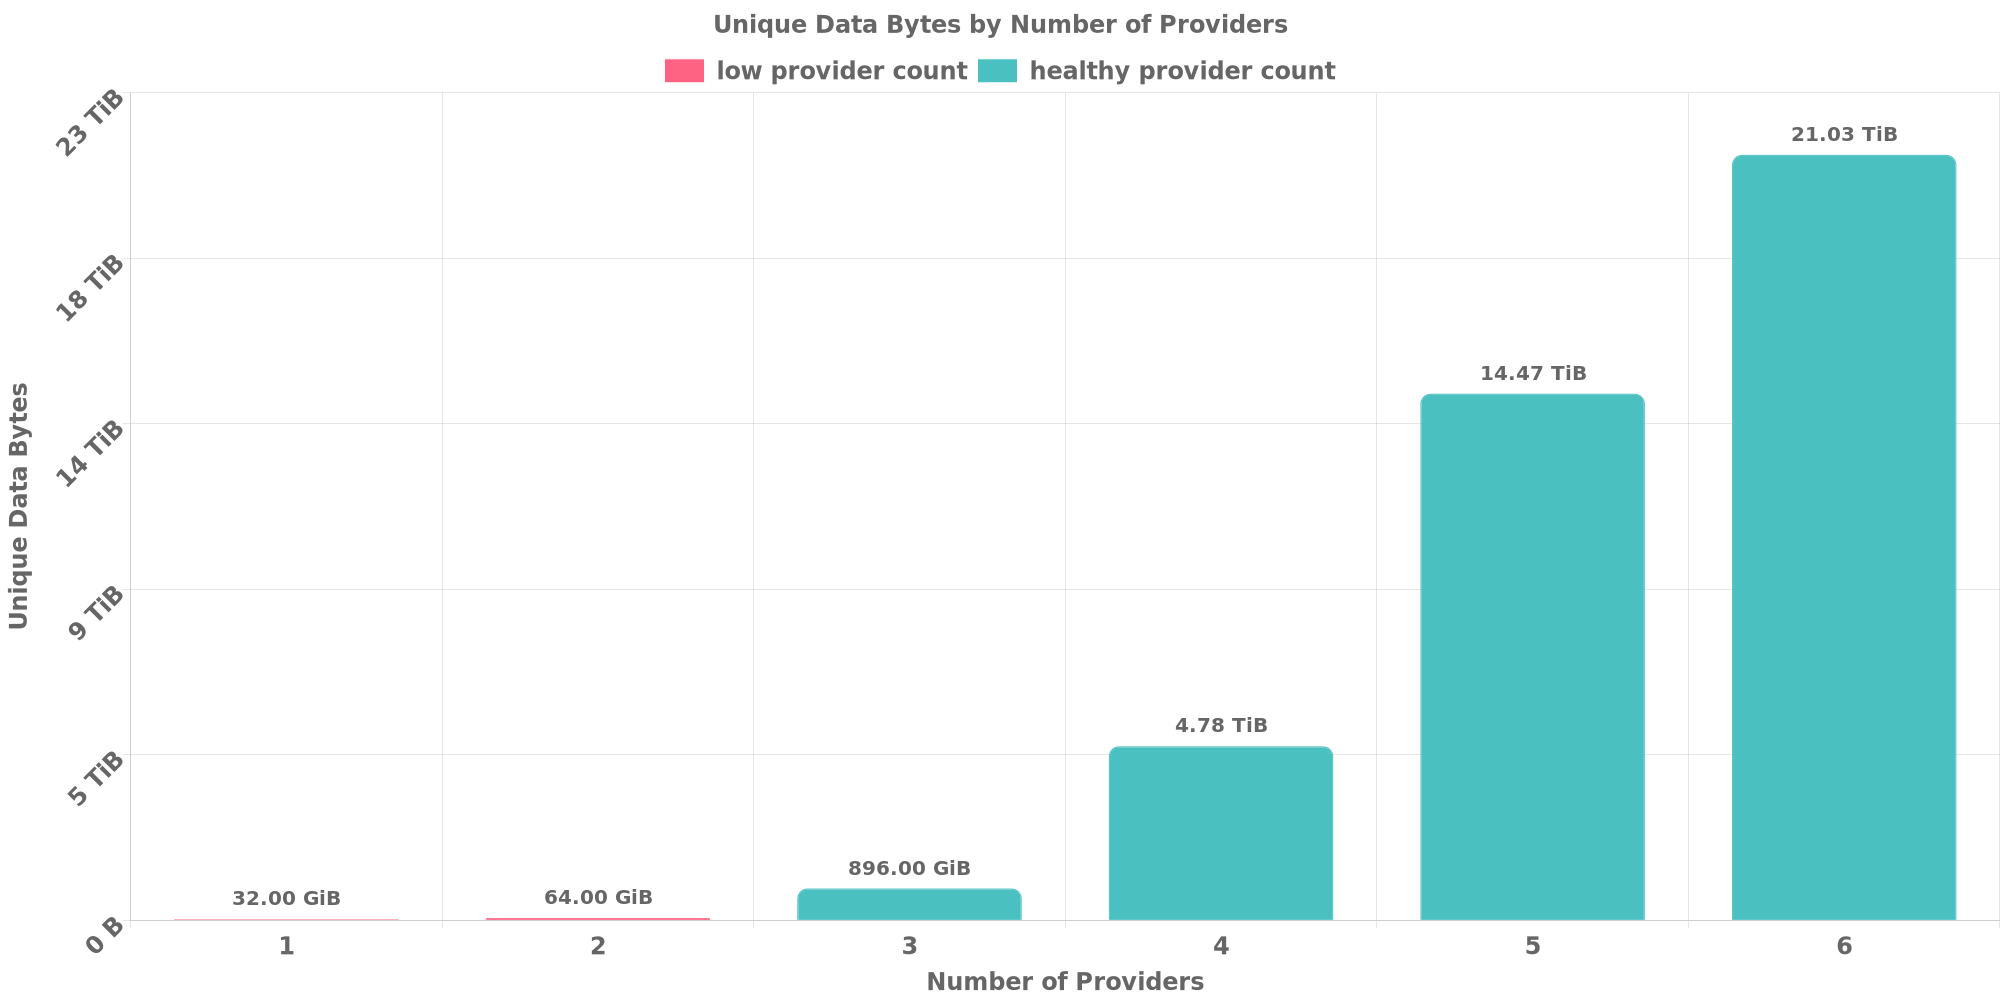 Unique Data Bytes by Number of Providers
low provider count healthy provider count
23 TiB
18 TiB
14 TiB
9 TiB
5 TiB
0 B
Unique Data Bytes
32.00 GiB
64.00 GiB
896.00 GiB
4.78 TiB
14.47 TiB
21.03 TiB
1 2 3 4 5 6
Number of Providers